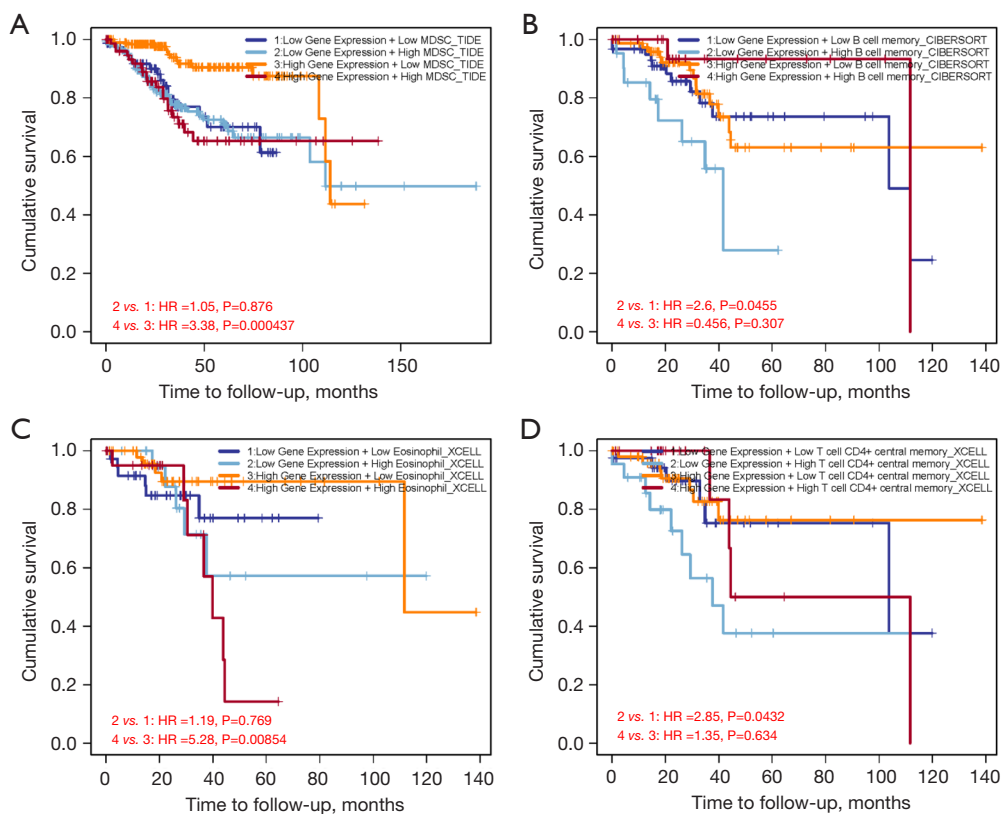 A
1.0
0.8
0.6
0.4
0.2
0.0
Cumulative survival
1:Low Gene Expression + Low MDSC_TIDE
2:Low Gene Expression + High MDSC_TIDE
3:High Gene Expression + Low MDSC_TIDE
4:High Gene Expression + High MDSC_TIDE
2 vs. 1: HR =1.05, P=0.876
4 vs. 3: HR =3.38, P=0.000437
0 50 100 150
Time to follow-up, months
B
1.0
0.8
0.6
0.4
0.2
0.0
Cumulative survival
1:Low Gene Expression + Low B cell memory_CIBERSORT
2:Low Gene Expression + High B cell memory_CIBERSORT
3:High Gene Expression + Low B cell memory_CIBERSORT
4:High Gene Expression + High B cell memory_CIBERSORT
2 vs. 1: HR =2.6, P=0.0455
4 vs. 3: HR =0.456, P=0.307
0 20 40 60 80 100 120 140
Time to follow-up, months
C
1.0
0.8
0.6
0.4
0.2
0.0
Cumulative survival
1:Low Gene Expression + Low Eosinophil_XCELL
2:Low Gene Expression + High Eosinophil_XCELL
3:High Gene Expression + Low Eosinophil_XCELL
4:High Gene Expression + High Eosinophil_XCELL
2 vs. 1: HR =1.19, P=0.769
4 vs. 3: HR =5.28, P=0.00854
0 20 40 60 80 100 120 140
Time to follow-up, months
D
1.0
0.8
0.6
0.4
0.2
0.0
Cumulative survival
1:Low Gene Expression + Low T cell CD4+ central memory_XCELL
2:Low Gene Expression + High T cell CD4+ central memory_XCELL
3:High Gene Expression + Low T cell CD4+ central memory_XCELL
4:High Gene Expression + High T cell CD4+ central memory_XCELL
2 vs. 1: HR =2.85, P=0.0432
4 vs. 3: HR =1.35, P=0.634
0 20 40 60 80 100 120 140
Time to follow-up, months